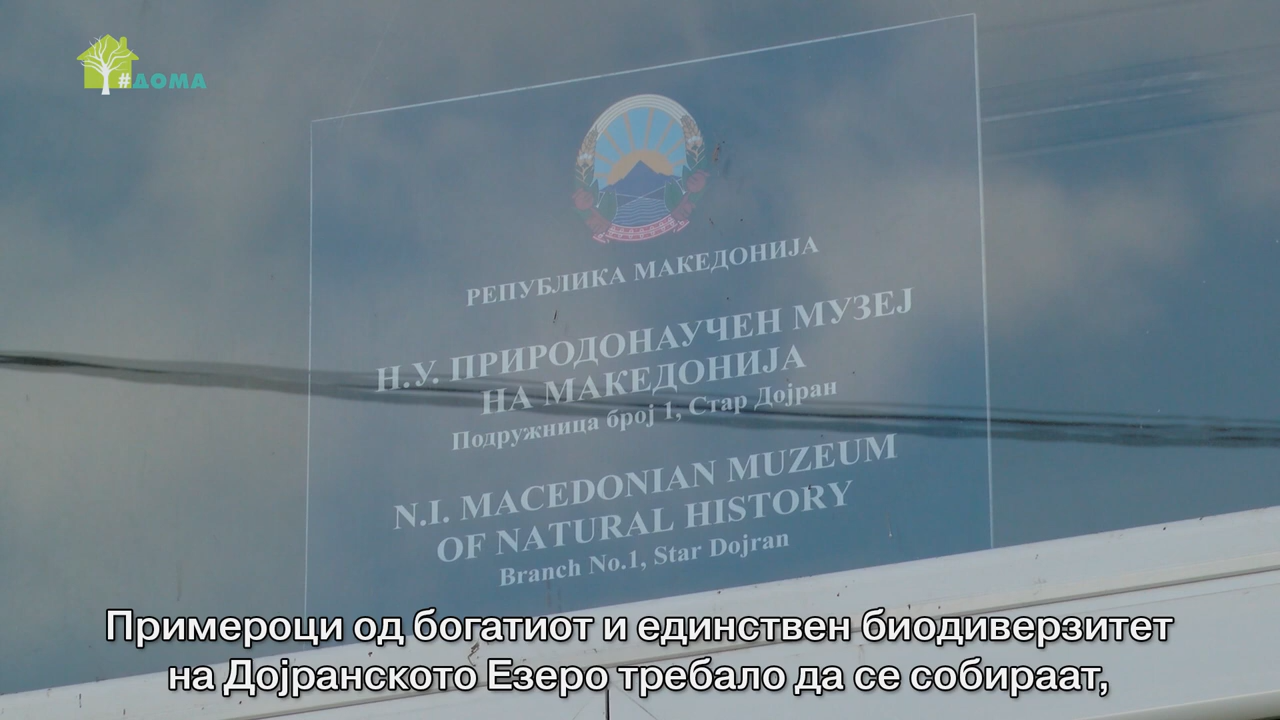 #ДОМА
РЕПУБЛИКА МАКЕДОНИЈА
Н.У. ПРИРОДОНАУЧЕН МУЗЕЈ
НА МАКЕДОНИЈА
Подружница број 1, Стар Дојран
N.I. MACEDONIAN MUZEUM
OF NATURAL HISTORY
Branch No.1, Star Dojran
Примероци од богатиот и единствен биодиверзитет
на Дојранското Езеро требало да се собираат,